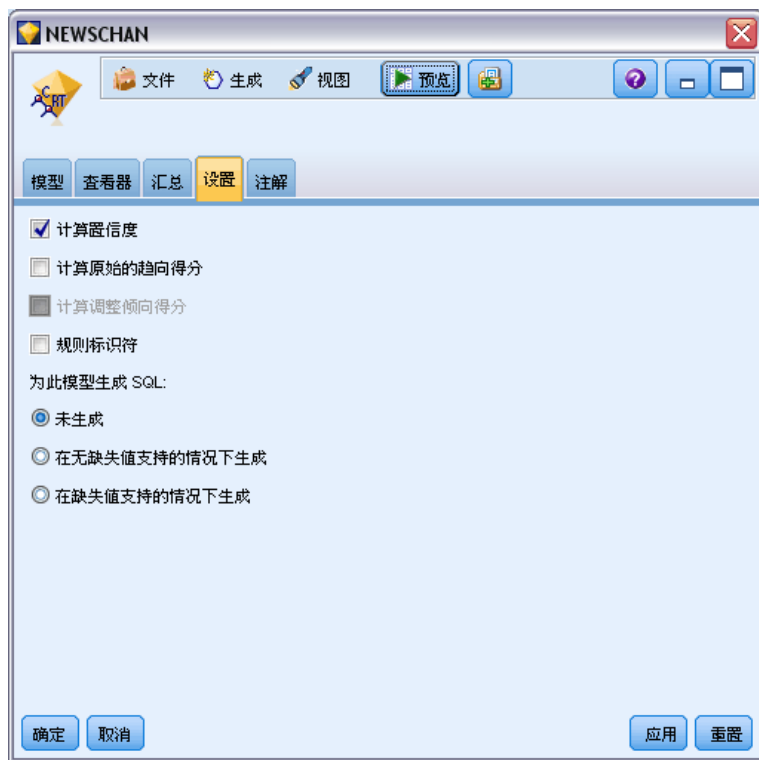 NEWSCHAN
C&RT
文件 生成 视图 预览
模型 查看器 汇总 设置 注解
计算置信度
计算原始的趋向得分
计算调整倾向得分
规则标识符
为此模型生成 SQL:
未生成
在无缺失值支持的情况下生成
在缺失值支持的情况下生成
确定 取消 应用 重置